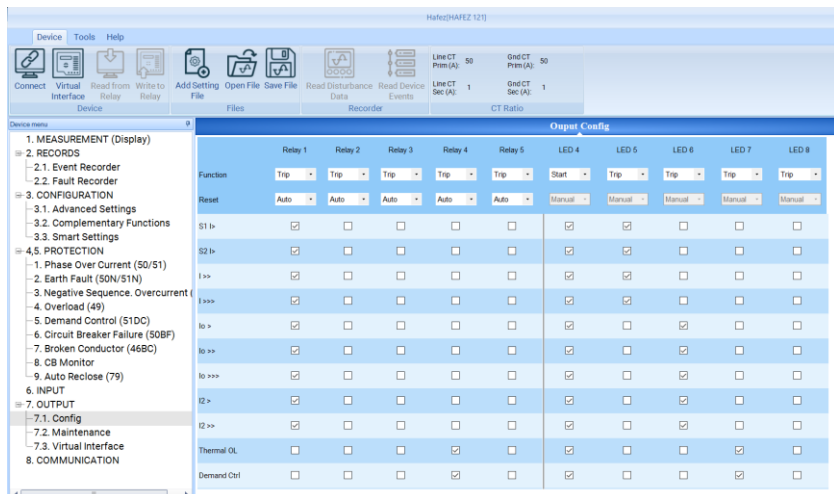 Hafez[HAFEZ 121]
Device Tools Help
Connect
Virtual Interface
Read from Relay
Write to Relay
Device
Add Setting File
Open File
Save File
Files
Read Disturbance Data
Read Device Events
Recorder
Line CT Prim (A): 50
Gnd CT Prim (A): 50
Line CT Sec (A): 1
Gnd CT Sec (A): 1
CT Ratio
Device menu
1. MEASUREMENT (Display)
2. RECORDS
2.1. Event Recorder
2.2. Fault Recorder
3. CONFIGURATION
3.1. Advanced Settings
3.2. Complementary Functions
3.3. Smart Settings
4,5. PROTECTION
1. Phase Over Current (50/51)
2. Earth Fault (50N/51N)
3. Negative Sequence. Overcurrent (
4. Overload (49)
5. Demand Control (51DC)
6. Circuit Breaker Failure (50BF)
7. Broken Conductor (46BC)
8. CB Monitor
9. Auto Reclose (79)
6. INPUT
7. OUTPUT
7.1. Config
7.2. Maintenance
7.3. Virtual Interface
8. COMMUNICATION
Ouput Config
Relay 1 Relay 2 Relay 3 Relay 4 Relay 5 LED 4 LED 5 LED 6 LED 7 LED 8
Function Trip Trip Trip Trip Trip Start Trip Trip Trip Trip
Reset Auto Auto Auto Auto Auto Manual Manual Manual Manual Manual
S1 I>
S2 I>
I >>
I >>>
Io >
Io >>
Io >>>
I2 >
I2 >>
Thermal OL
Demand Ctrl